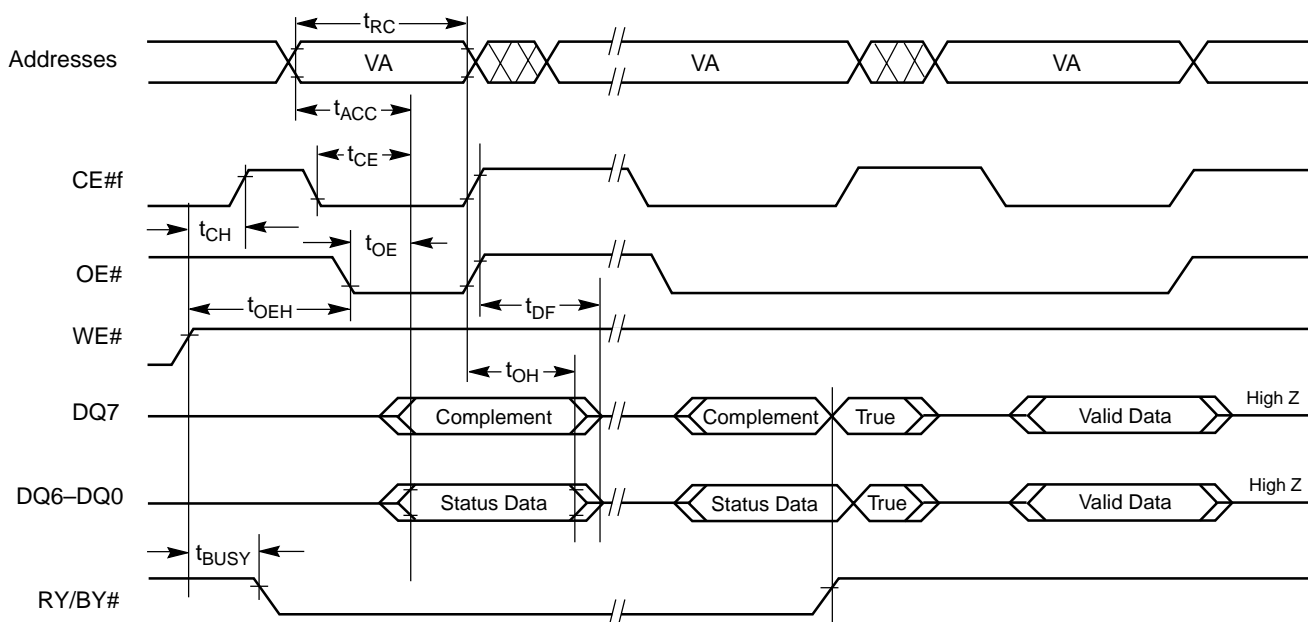 tRC
Addresses VA VA VA
tACC
tCE
CE#f
tCH tOE
OE#
tOEH tDF
WE#
tOH
DQ7 Complement Complement True Valid Data High Z
DQ6–DQ0 Status Data Status Data True Valid Data High Z
tBUSY
RY/BY#